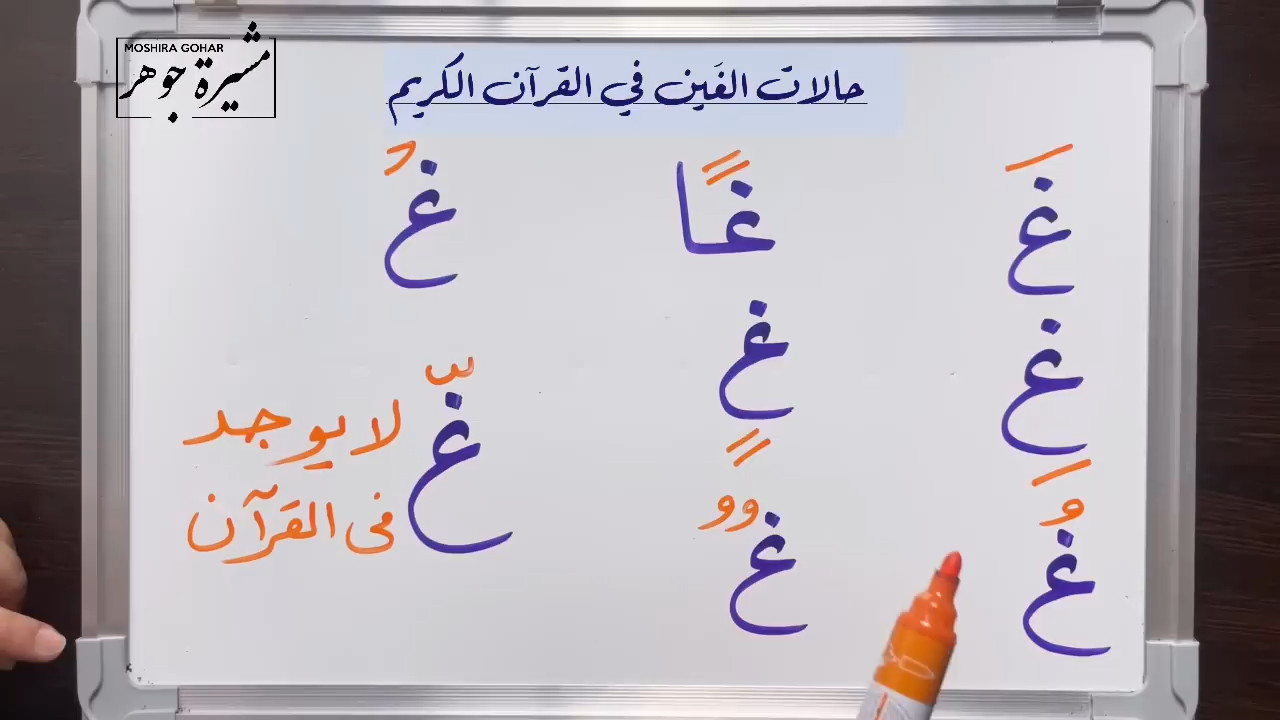 MOSHIRA GOHAR
مشيرة جوهر
حالات الغَين في القرآن الكريم
غَ
غًا
غْ
غِ
غٍ
غّ
لا يوجد
فى القرآن
غُ
غٌ